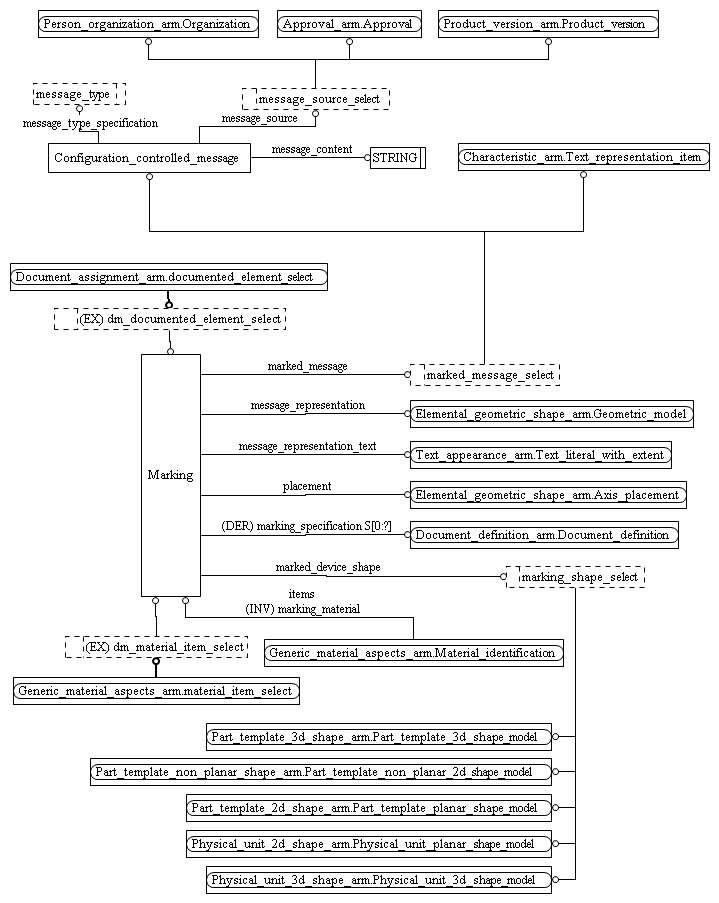 Person_organization_arm.Organization
Approval_arm.Approval
Product_version_arm.Product_version
message_type
message_source_select
message_type_specification
message_source
Configuration_controlled_message
message_content
STRING
Characteristic_arm.Text_representation_item
Document_assignment_arm.documented_element_select
(EX) dm_documented_element_select
marked_message
marked_message_select
message_representation
Elemental_geometric_shape_arm.Geometric_model
message_representation_text
Text_appearance_arm.Text_literal_with_extent
Marking
placement
Elemental_geometric_shape_arm.Axis_placement
(DER) marking_specification S[0:?]
Document_definition_arm.Document_definition
marked_device_shape
marking_shape_select
items
(INV) marking_material
(EX) dm_material_item_select
Generic_material_aspects_arm.Material_identification
Generic_material_aspects_arm.material_item_select
Part_template_3d_shape_arm.Part_template_3d_shape_model
Part_template_non_planar_shape_arm.Part_template_non_planar_2d_shape_model
Part_template_2d_shape_arm.Part_template_planar_shape_model
Physical_unit_2d_shape_arm.Physical_unit_planar_shape_model
Physical_unit_3d_shape_arm.Physical_unit_3d_shape_model